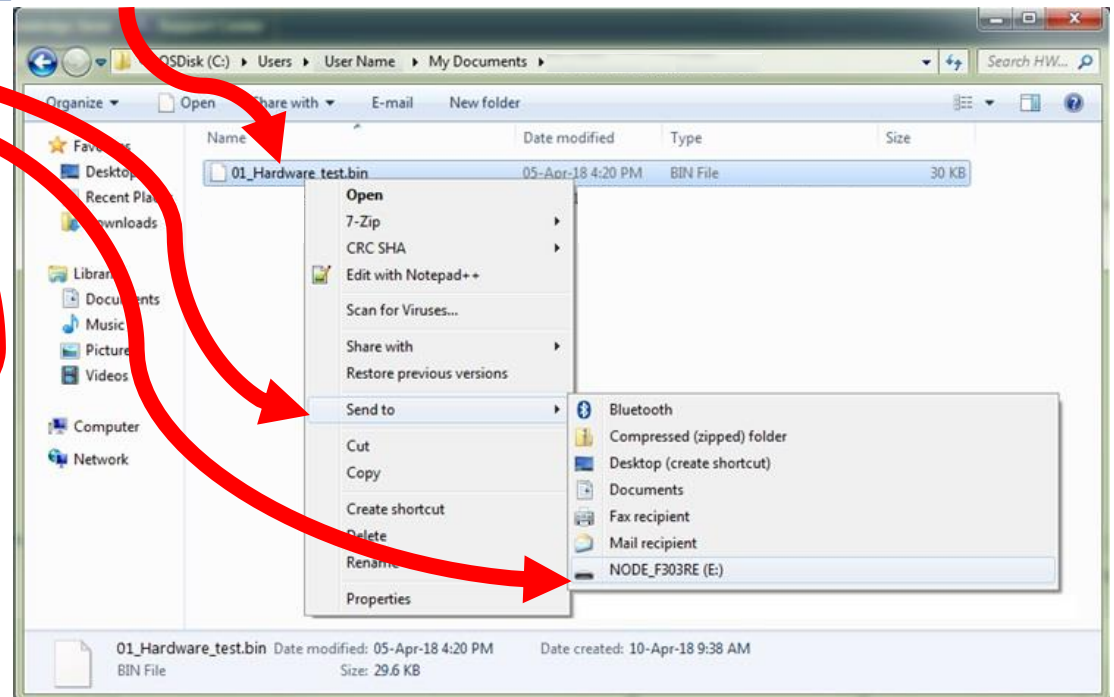 OSDisk (C:) ▸ Users ▸ User Name ▸ My Documents ▸
Search HW...
Organize Open Share with E-mail New folder
Name Date modified Type Size
01_Hardware_test.bin 05-Apr-18 4:20 PM BIN File 30 KB
Desktop
Recent
Downloads
Documents
Music
Videos
Computer
Network
Open
7-Zip
CRC SHA
Edit with Notepad++
Scan for Viruses...
Share with
Restore previous versions
Send to
Cut
Copy
Create shortcut
Delete
Rename
Properties
Bluetooth
Compressed (zipped) folder
Desktop (create shortcut)
Documents
Fax recipient
Mail recipient
NODE_F303RE (E:)
01_Hardware_test.bin Date modified: 05-Apr-18 4:20 PM Date created: 10-Apr-18 9:38 AM
BIN File Size: 29.6 KB